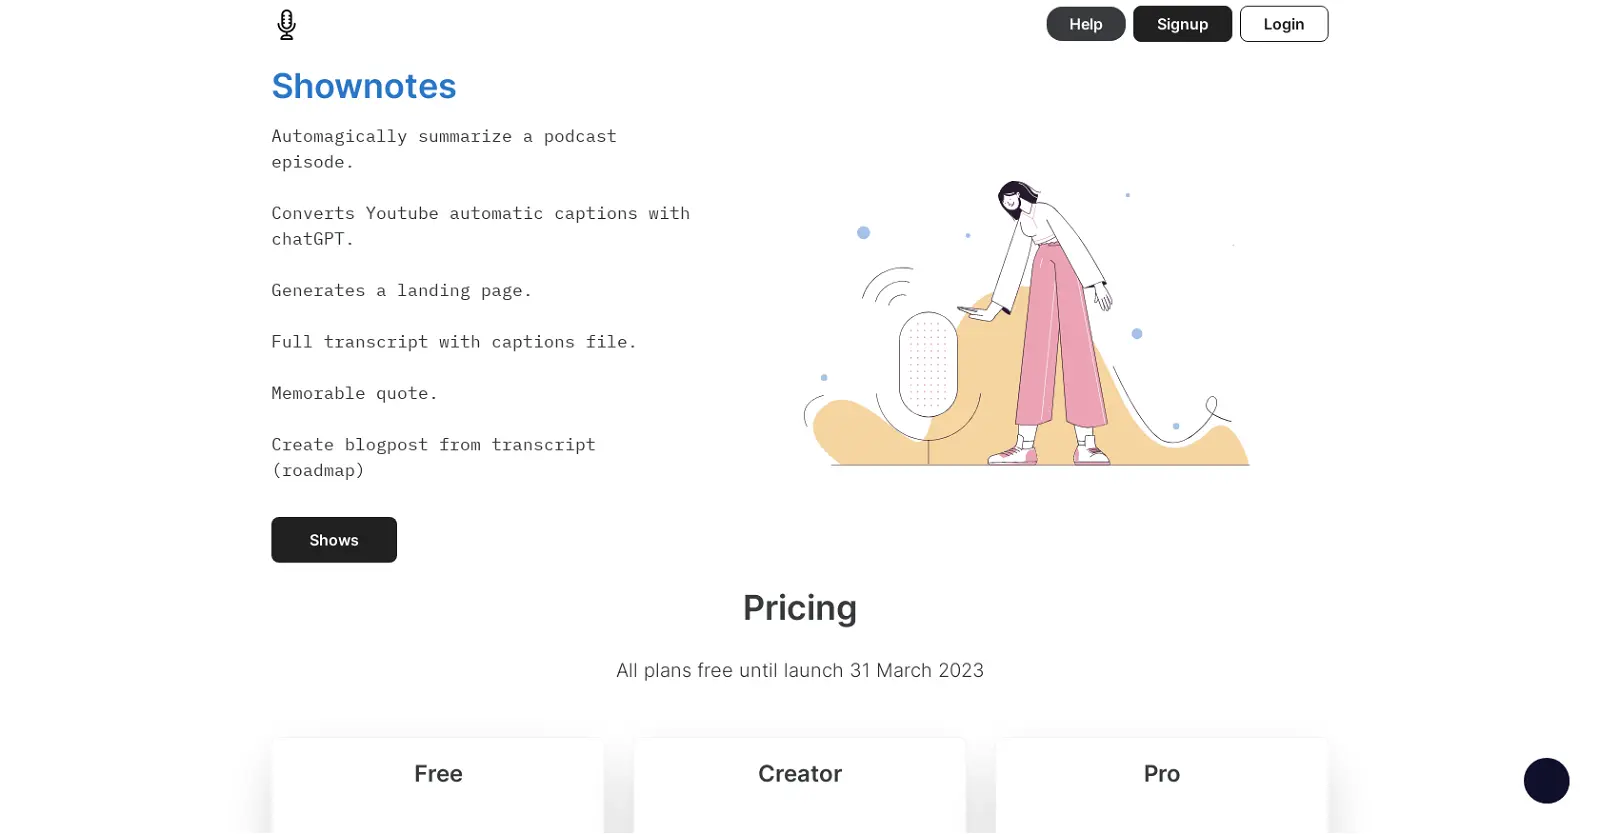 Help
Signup
Login
Shownotes
Automagically summarize a podcast
episode.
Converts Youtube automatic captions with
chatGPT.
Generates a landing page.
Full transcript with captions file.
Memorable quote.
Create blogpost from transcript
(roadmap)
Shows
Pricing
All plans free until launch 31 March 2023
Free
Creator
Pro